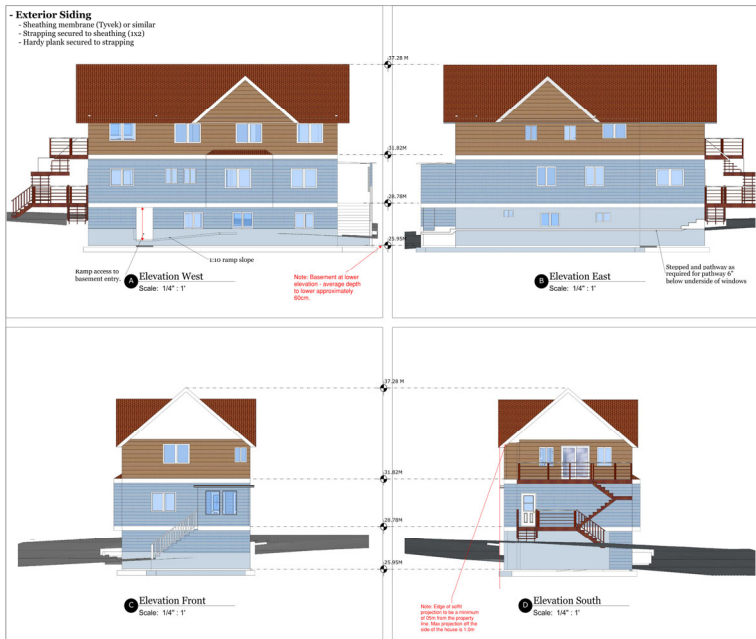 - Exterior Siding
- Sheathing membrane (Tyvek) or similar
- Strapping secured to sheathing (1x2)
- Hardy plank secured to strapping
37.28 M
31.82M
28.78M
25.95M
1:10 ramp slope
Ramp access to
basement entry.
A
Elevation West
Scale: 1/4" : 1'
Note: Basement at lower
elevation - average depth
to lower approximately
60cm.
B
Elevation East
Scale: 1/4" : 1'
Stepped and pathway as
required for pathway 6"
below underside of windows
37.28 M
31.82M
28.78M
25.95M
C
Elevation Front
Scale: 1/4" : 1'
Note: Edge of soffit
projection to be a minimum
of 05m from the property
line. Max projection off the
side of the house is 1.0m
D
Elevation South
Scale: 1/4" : 1'